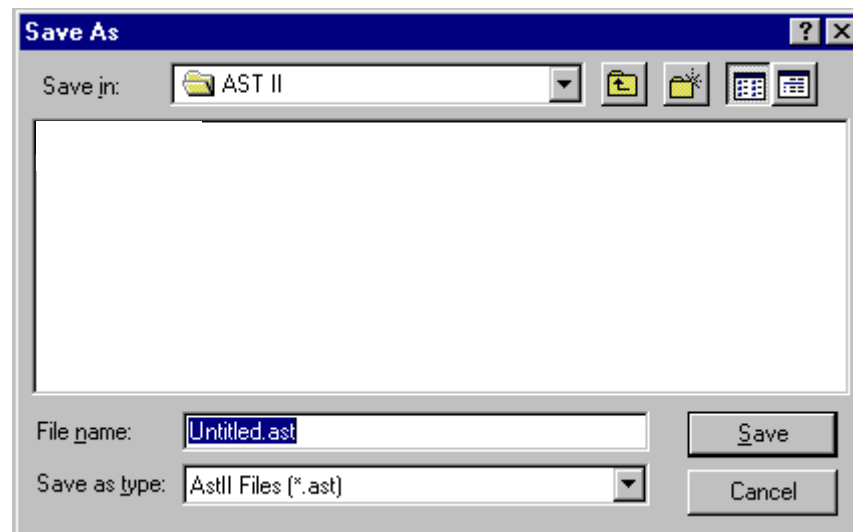 Save As
Save in: AST II
File name: Untitled.ast Save
Save as type: AstII Files (*.ast) Cancel